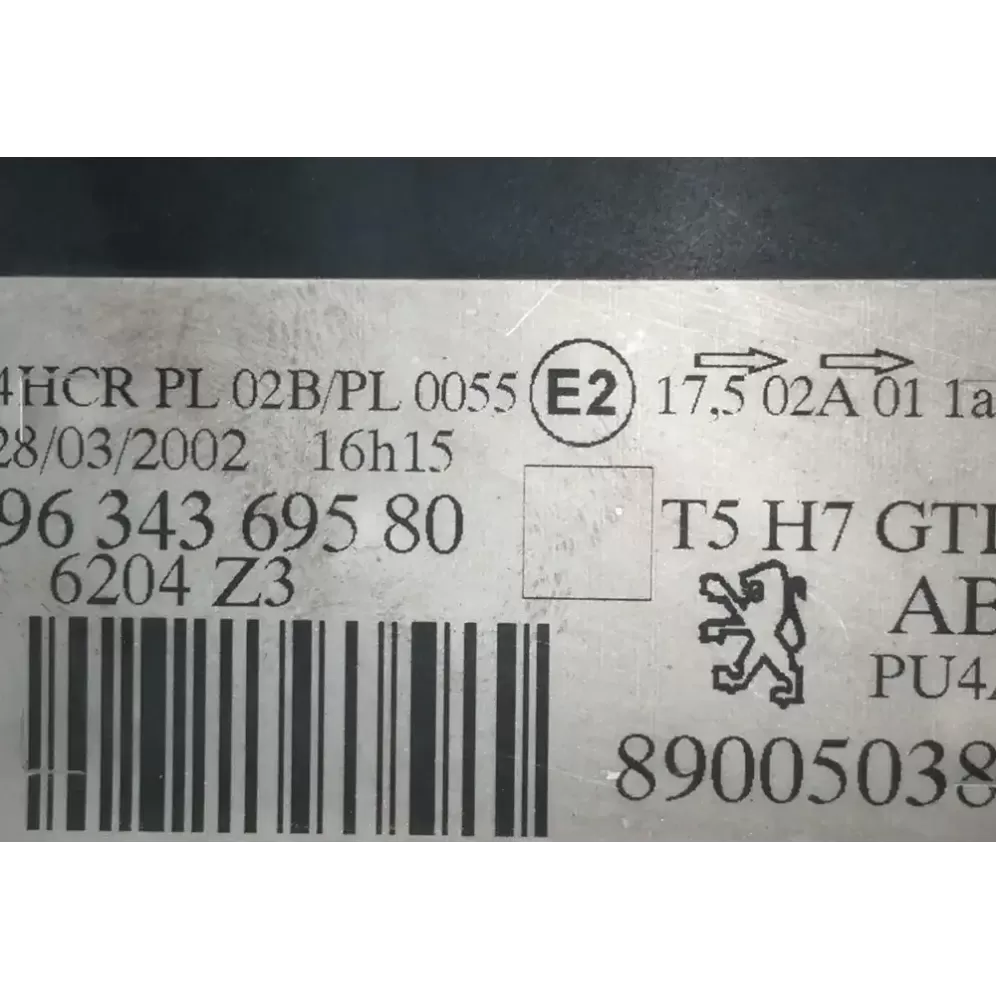 4HCR PL 02B/PL 0055 E2 17,5 02A 01 1a
28/03/2002 16h15
96 343 695 80
T5 H7 GTI
6204 Z3
AB
PU4A
89005038